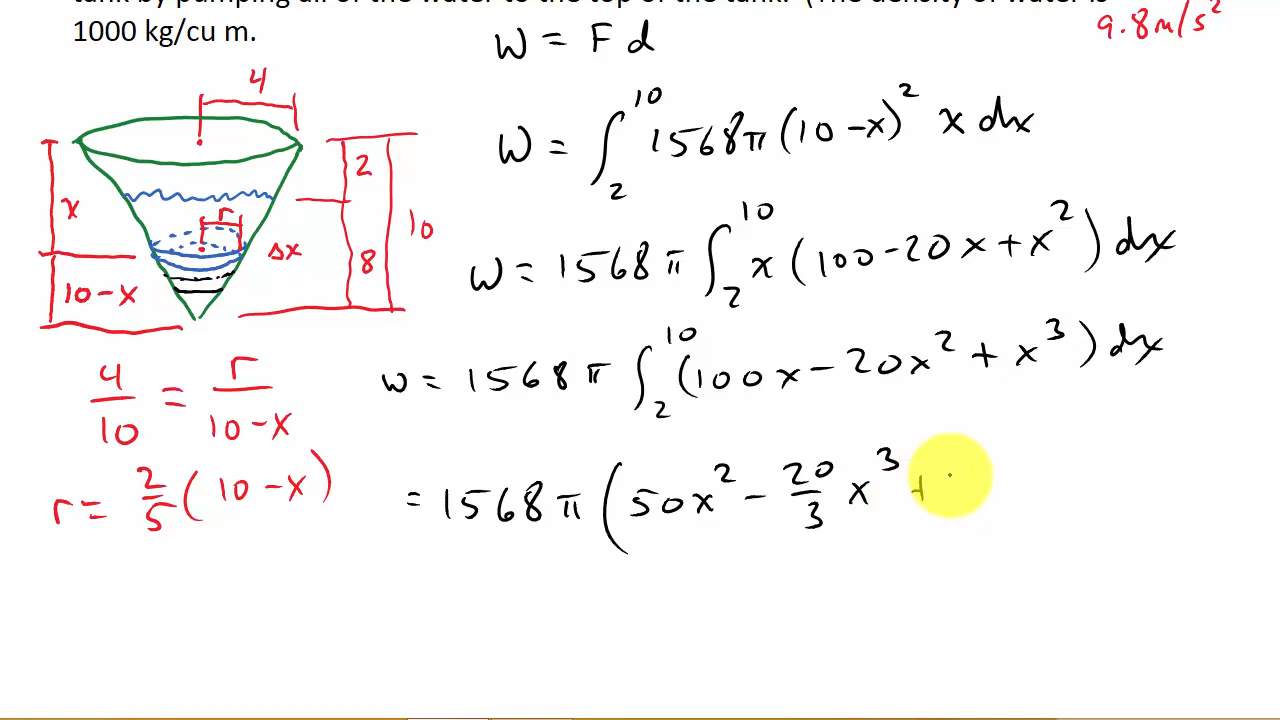 tank by pumping all of the water to the top of the tank. (The density of water is
1000 kg/cu m.
9.8 m/s²
W = Fd
4
W = ∫₂¹⁰ 1568π (10 - x)² x dx
2
x
r
10
Δx
8
10 - x
W = 1568π ∫₂¹⁰ x (100 - 20x + x²) dx
W = 1568π ∫₂¹⁰ (100x - 20x² + x³) dx
4/10 = r/(10 - x)
r = 2/5 (10 - x)
= 1568π (50x² - 20/3 x³ +